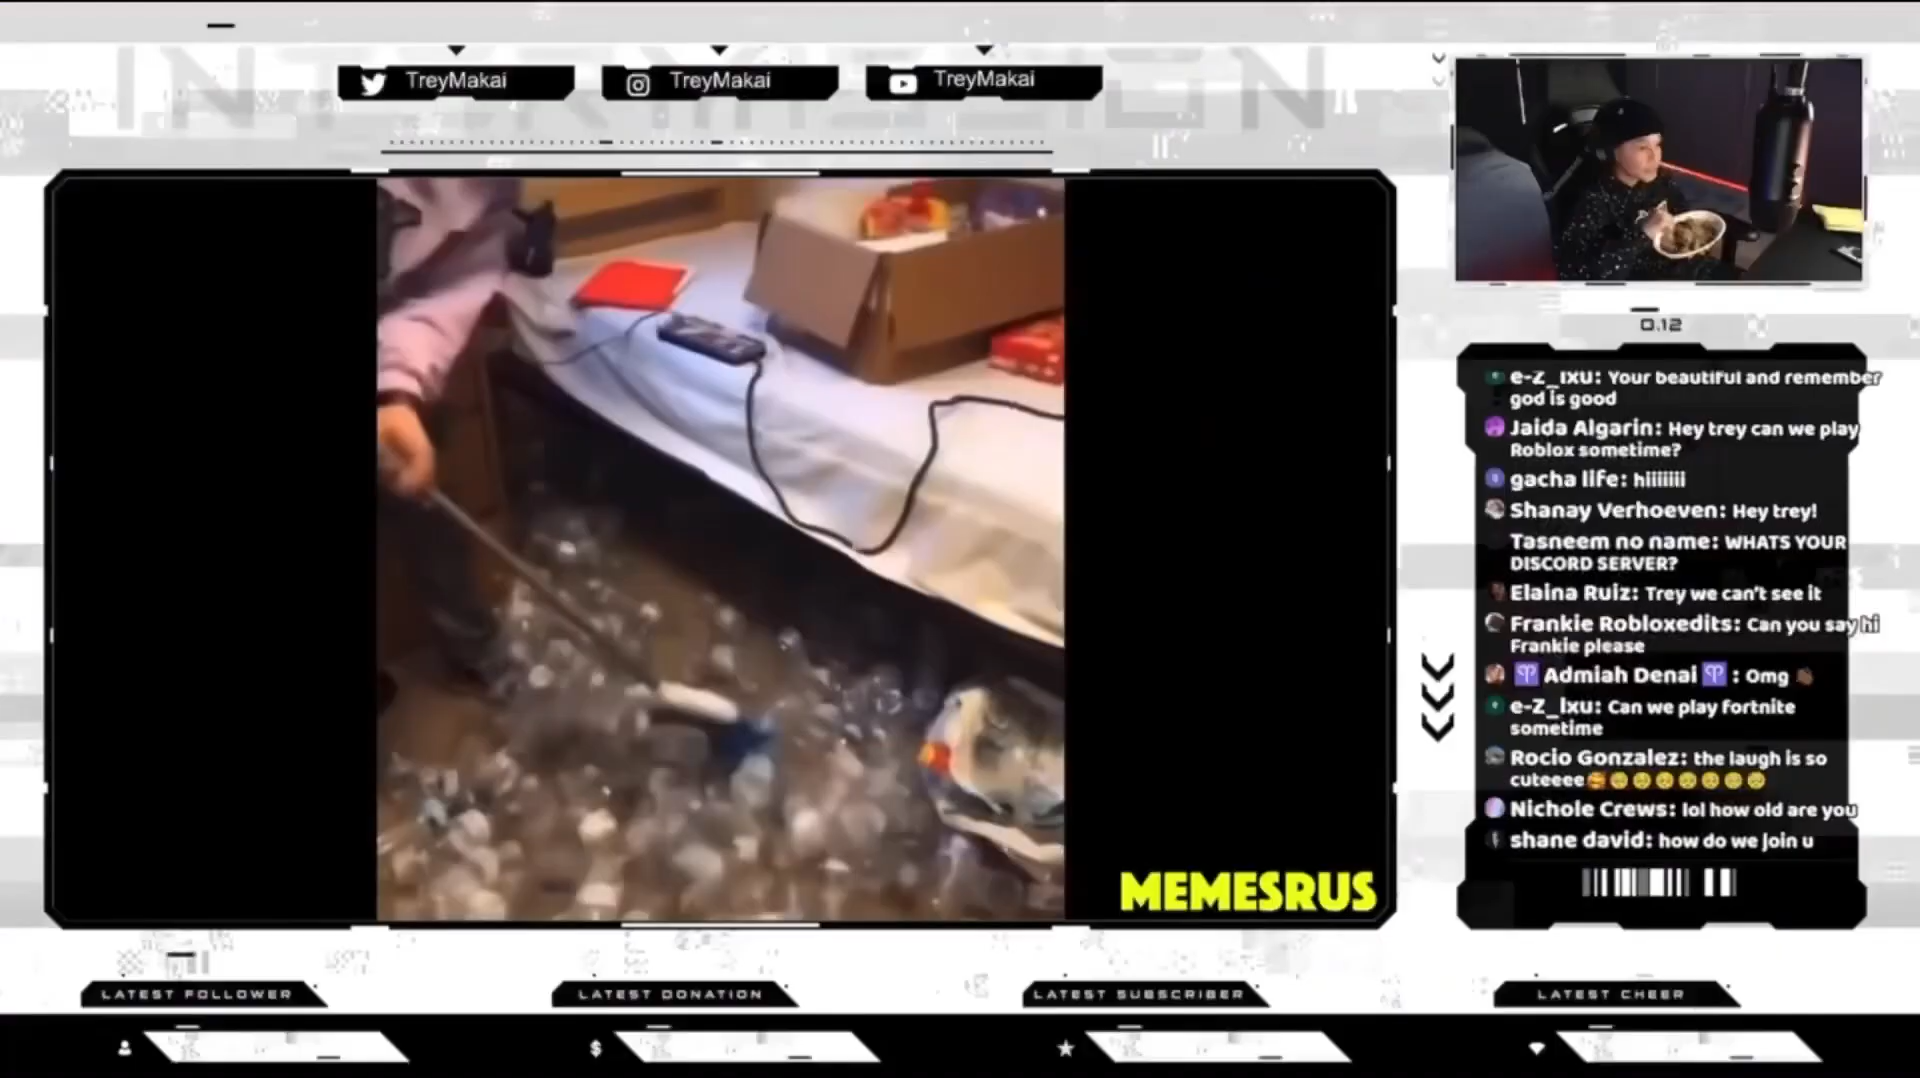 INTERMISSION
TreyMakai
TreyMakai
TreyMakai
0.12
e-Z_lxu: Your beautiful and remember
god is good
Jaida Algarin: Hey trey can we play
Roblox sometime?
gacha life: hiiiiiii
Shanay Verhoeven: Hey trey!
Tasneem no name: WHATS YOUR
DISCORD SERVER?
Elaina Ruiz: Trey we can't see it
Frankie Robloxedits: Can you say hi
Frankie please
♈ Admiah Denai ♈ : Omg 👏🏾
e-Z_lxu: Can we play fortnite
sometime
Rocio Gonzalez: the laugh is so
cuteeee🥰🥺🥺🥺🥺🥺🥺🥺
Nichole Crews: lol how old are you
shane david: how do we join u
MEMESRUS
LATEST FOLLOWER
LATEST DONATION
LATEST SUBSCRIBER
LATEST CHEER